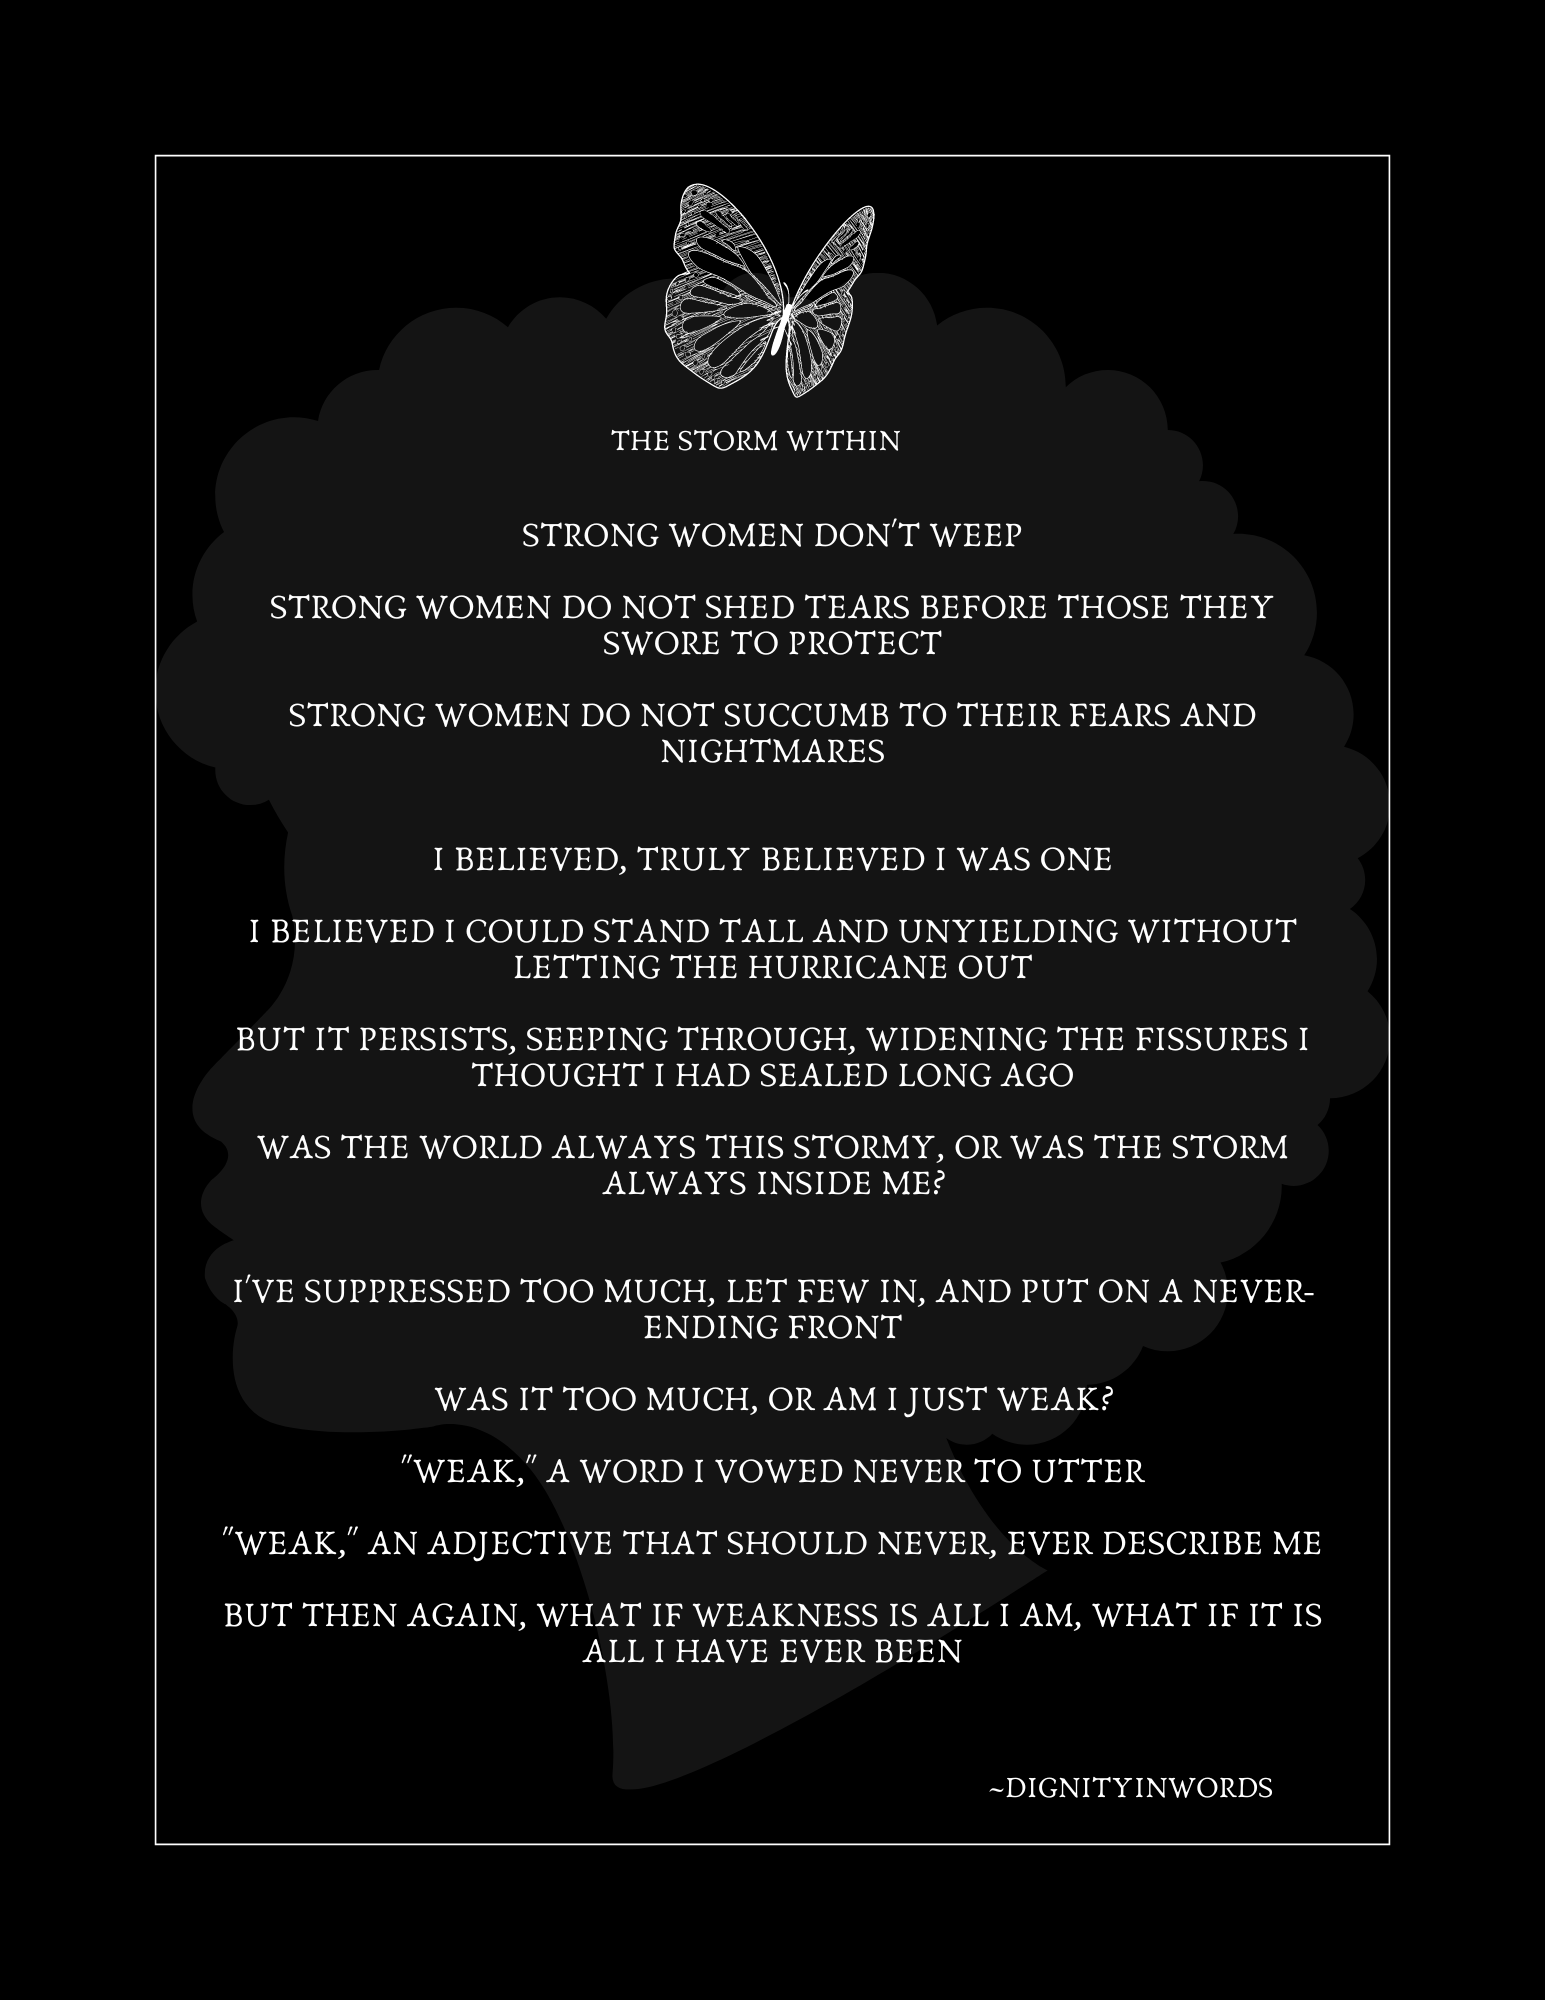 THE STORM WITHIN
STRONG WOMEN DON'T WEEP
STRONG WOMEN DO NOT SHED TEARS BEFORE THOSE THEY
SWORE TO PROTECT
STRONG WOMEN DO NOT SUCCUMB TO THEIR FEARS AND
NIGHTMARES
I BELIEVED, TRULY BELIEVED I WAS ONE
I BELIEVED I COULD STAND TALL AND UNYIELDING WITHOUT
LETTING THE HURRICANE OUT
BUT IT PERSISTS, SEEPING THROUGH, WIDENING THE FISSURES I
THOUGHT I HAD SEALED LONG AGO
WAS THE WORLD ALWAYS THIS STORMY, OR WAS THE STORM
ALWAYS INSIDE ME?
I'VE SUPPRESSED TOO MUCH, LET FEW IN, AND PUT ON A NEVER-
ENDING FRONT
WAS IT TOO MUCH, OR AM I JUST WEAK?
"WEAK," A WORD I VOWED NEVER TO UTTER
"WEAK," AN ADJECTIVE THAT SHOULD NEVER, EVER DESCRIBE ME
BUT THEN AGAIN, WHAT IF WEAKNESS IS ALL I AM, WHAT IF IT IS
ALL I HAVE EVER BEEN
~DIGNITYINWORDS